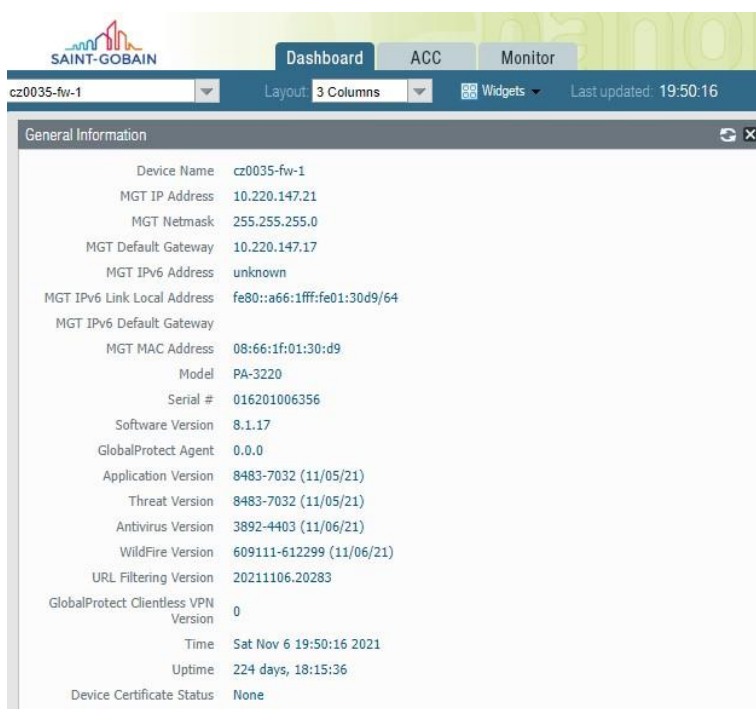 SAINT-GOBAIN
Dashboard ACC Monitor
cz0035-fw-1 Layout: 3 Columns Widgets Last updated: 19:50:16
General Information
Device Name cz0035-fw-1
MGT IP Address 10.220.147.21
MGT Netmask 255.255.255.0
MGT Default Gateway 10.220.147.17
MGT IPv6 Address unknown
MGT IPv6 Link Local Address fe80::a66:1fff:fe01:30d9/64
MGT IPv6 Default Gateway
MGT MAC Address 08:66:1f:01:30:d9
Model PA-3220
Serial # 016201006356
Software Version 8.1.17
GlobalProtect Agent 0.0.0
Application Version 8483-7032 (11/05/21)
Threat Version 8483-7032 (11/05/21)
Antivirus Version 3892-4403 (11/06/21)
WildFire Version 609111-612299 (11/06/21)
URL Filtering Version 20211106.20283
GlobalProtect Clientless VPN
Version 0
Time Sat Nov 6 19:50:16 2021
Uptime 224 days, 18:15:36
Device Certificate Status None